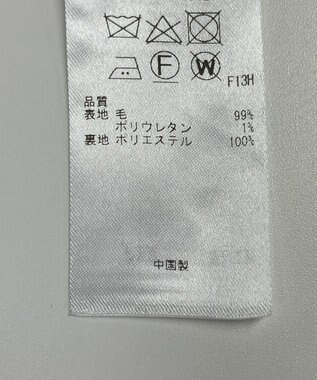 F W F13H
品質
表地 毛 99%
ポリウレタン 1%
裏地 ポリエステル 100%
中国製